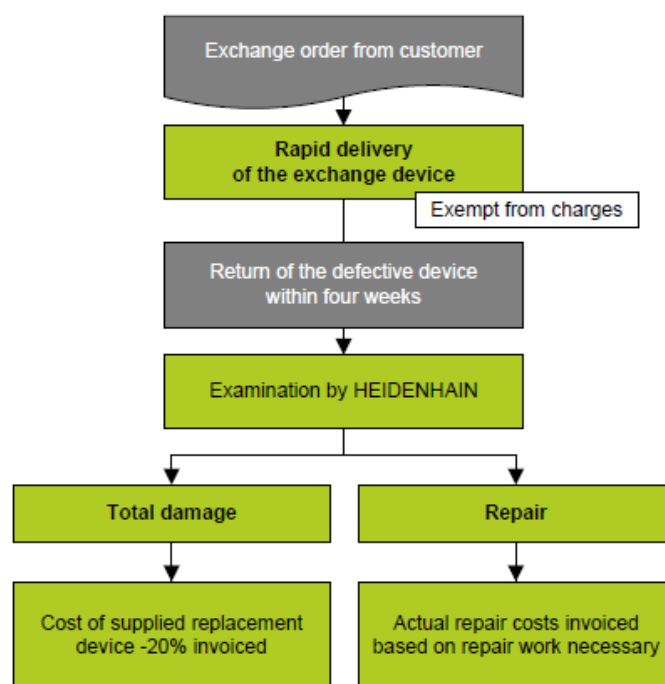 Exchange order from customer
Rapid delivery
of the exchange device
Exempt from charges
Return of the defective device
within four weeks
Examination by HEIDENHAIN
Total damage
Repair
Cost of supplied replacement
device -20% invoiced
Actual repair costs invoiced
based on repair work necessary